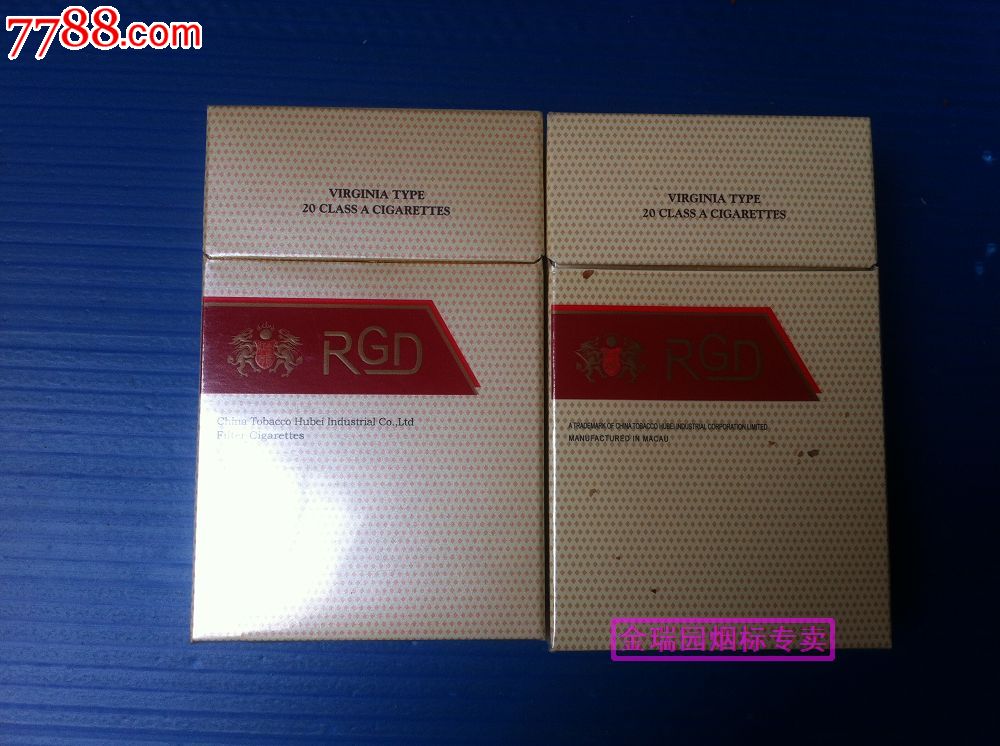 7788.com
VIRGINIA TYPE
20 CLASS A CIGARETTES
RGD
China Tobacco Hubei Industrial Co.,Ltd
Filter Cigarettes
VIRGINIA TYPE
20 CLASS A CIGARETTES
RGD
A TRADEMARK OF CHINA TOBACCO HUBEI INDUSTRIAL CORPORATION LIMITED
MANUFACTURED IN MACAU
金瑞园烟标专卖